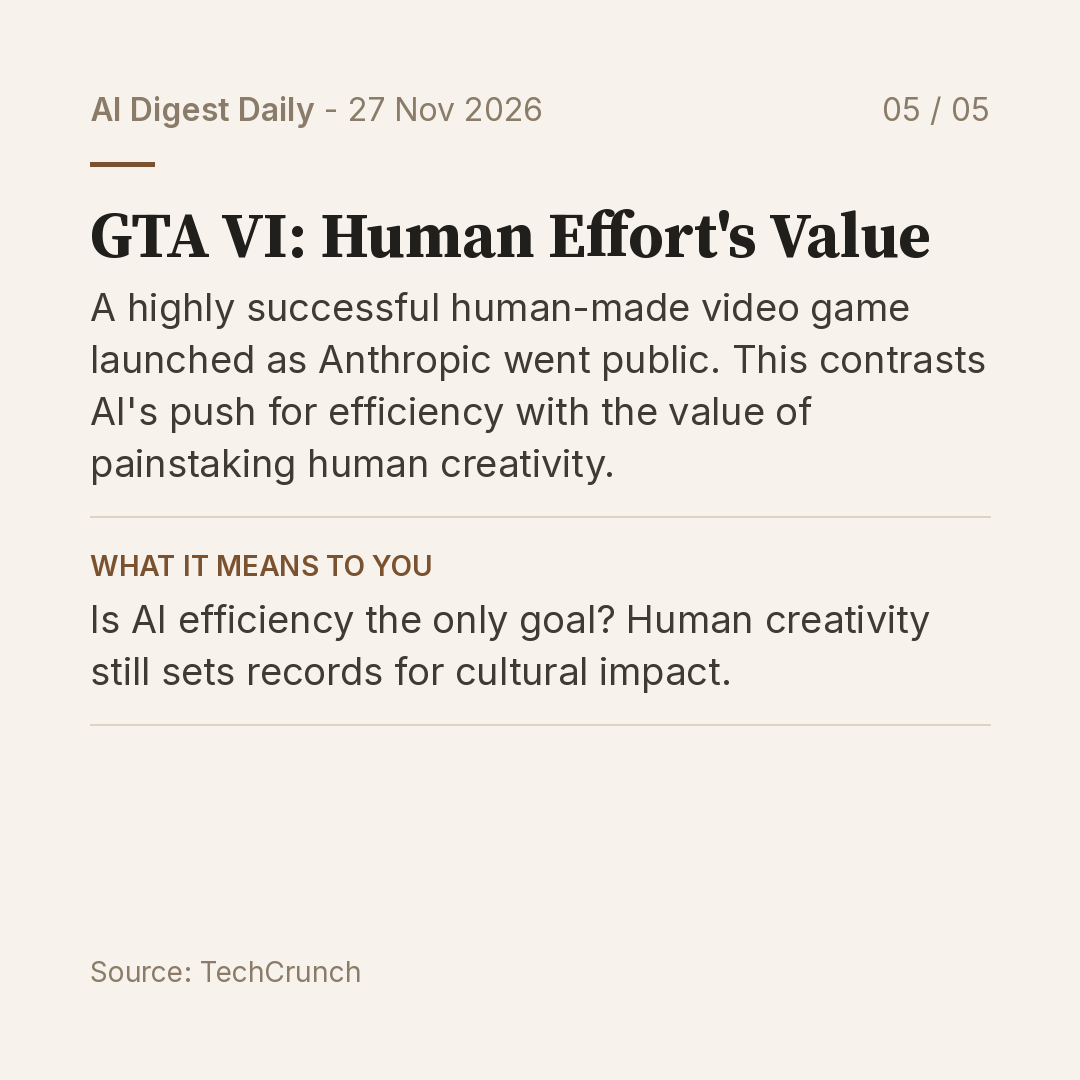 AI Digest Daily - 27 Nov 2026 05 / 05
GTA VI: Human Effort's Value
A highly successful human-made video game
launched as Anthropic went public. This contrasts
AI's push for efficiency with the value of
painstaking human creativity.
WHAT IT MEANS TO YOU
Is AI efficiency the only goal? Human creativity
still sets records for cultural impact.
Source: TechCrunch